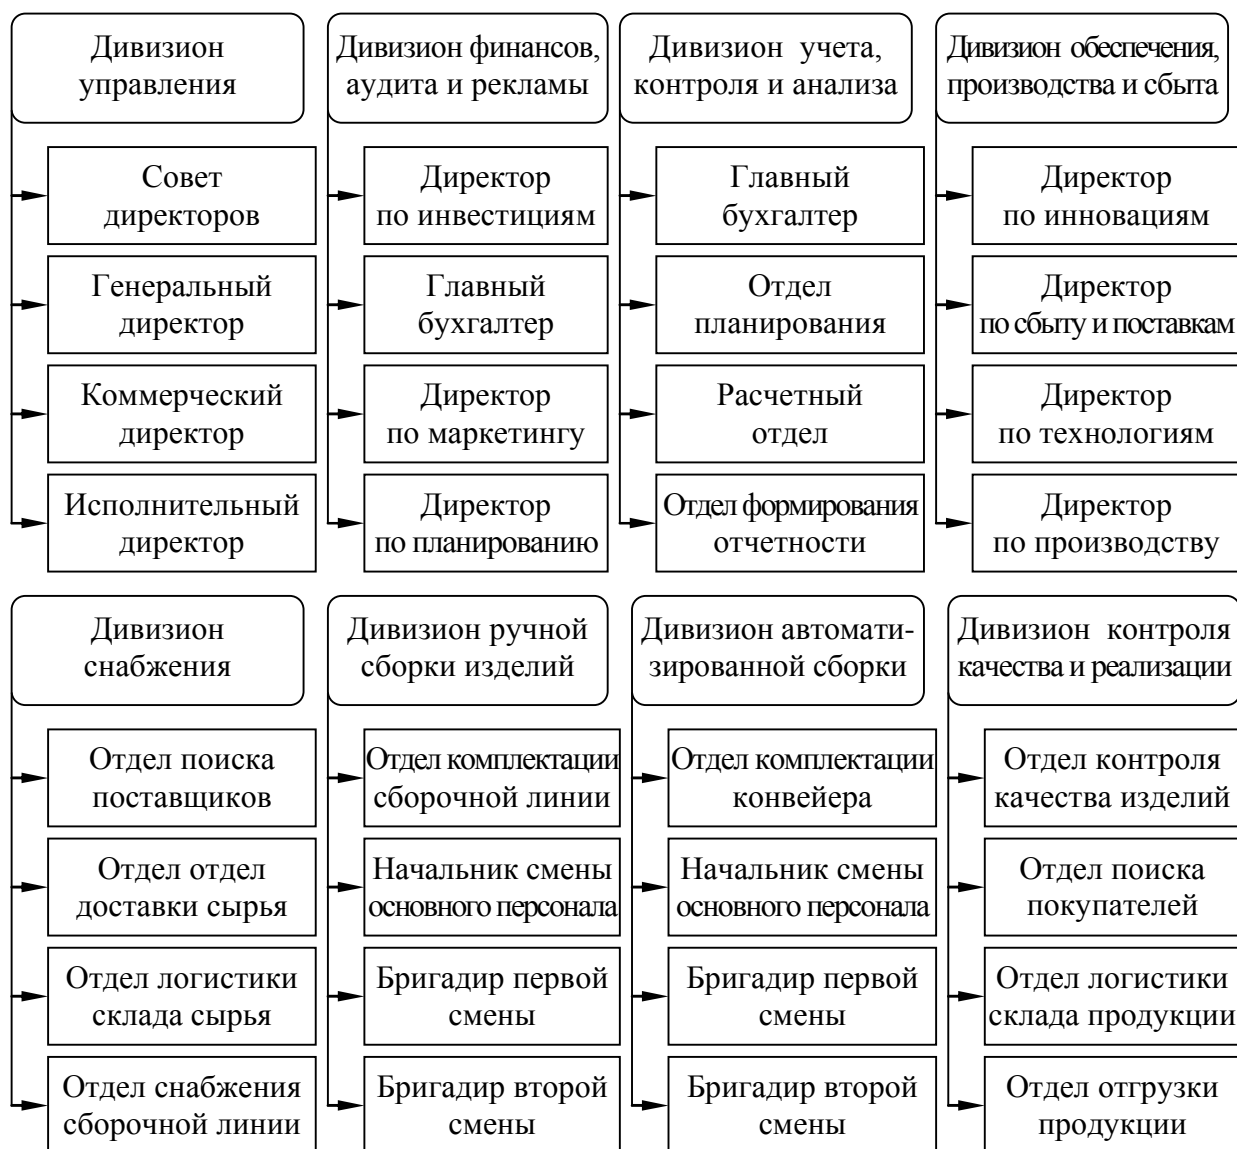 Дивизион
управления
Совет
директоров
Генеральный
директор
Коммерческий
директор
Исполнительный
директор
Дивизион финансов,
аудита и рекламы
Директор
по инвестициям
Главный
бухгалтер
Директор
по маркетингу
Директор
по планированию
Дивизион учета,
контроля и анализа
Главный
бухгалтер
Отдел
планирования
Расчетный
отдел
Отдел формирования
отчетности
Дивизион обеспечения,
производства и сбыта
Директор
по инновациям
Директор
по сбыту и поставкам
Директор
по технологиям
Директор
по производству
Дивизион
снабжения
Отдел поиска
поставщиков
Отдел отдел
доставки сырья
Отдел логистики
склада сырья
Отдел снабжения
сборочной линии
Дивизион ручной
сборки изделий
Отдел комплектации
сборочной линии
Начальник смены
основного персонала
Бригадир первой
смены
Бригадир второй
смены
Дивизион автомати-
зированной сборки
Отдел комплектации
конвейера
Начальник смены
основного персонала
Бригадир первой
смены
Бригадир второй
смены
Дивизион контроля
качества и реализации
Отдел контроля
качества изделий
Отдел поиска
покупателей
Отдел логистики
склада продукции
Отдел отгрузки
продукции